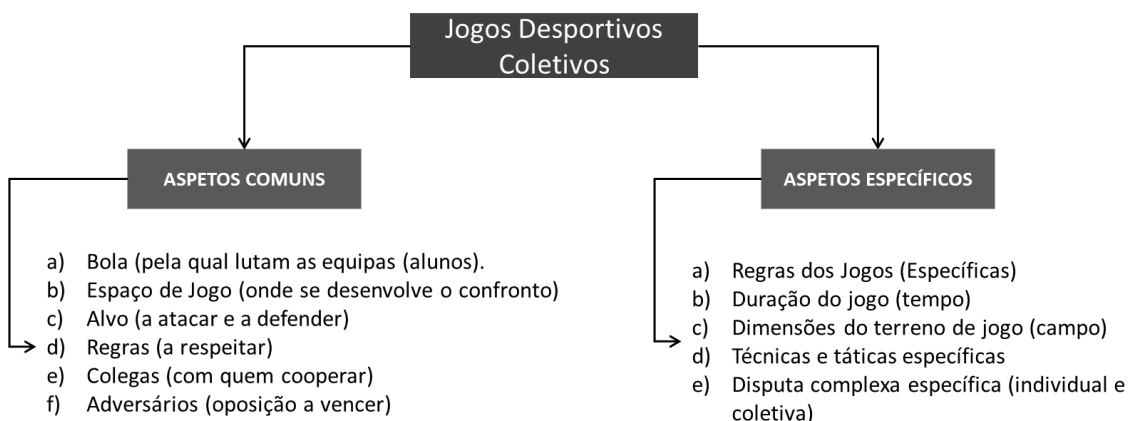 Jogos Desportivos
Coletivos
ASPETOS COMUNS
a) Bola (pela qual lutam as equipas (alunos).
b) Espaço de Jogo (onde se desenvolve o confronto)
c) Alvo (a atacar e a defender)
d) Regras (a respeitar)
e) Colegas (com quem cooperar)
f) Adversários (oposição a vencer)
ASPETOS ESPECÍFICOS
a) Regras dos Jogos (Específicas)
b) Duração do jogo (tempo)
c) Dimensões do terreno de jogo (campo)
d) Técnicas e táticas específicas
e) Disputa complexa específica (individual e
coletiva)